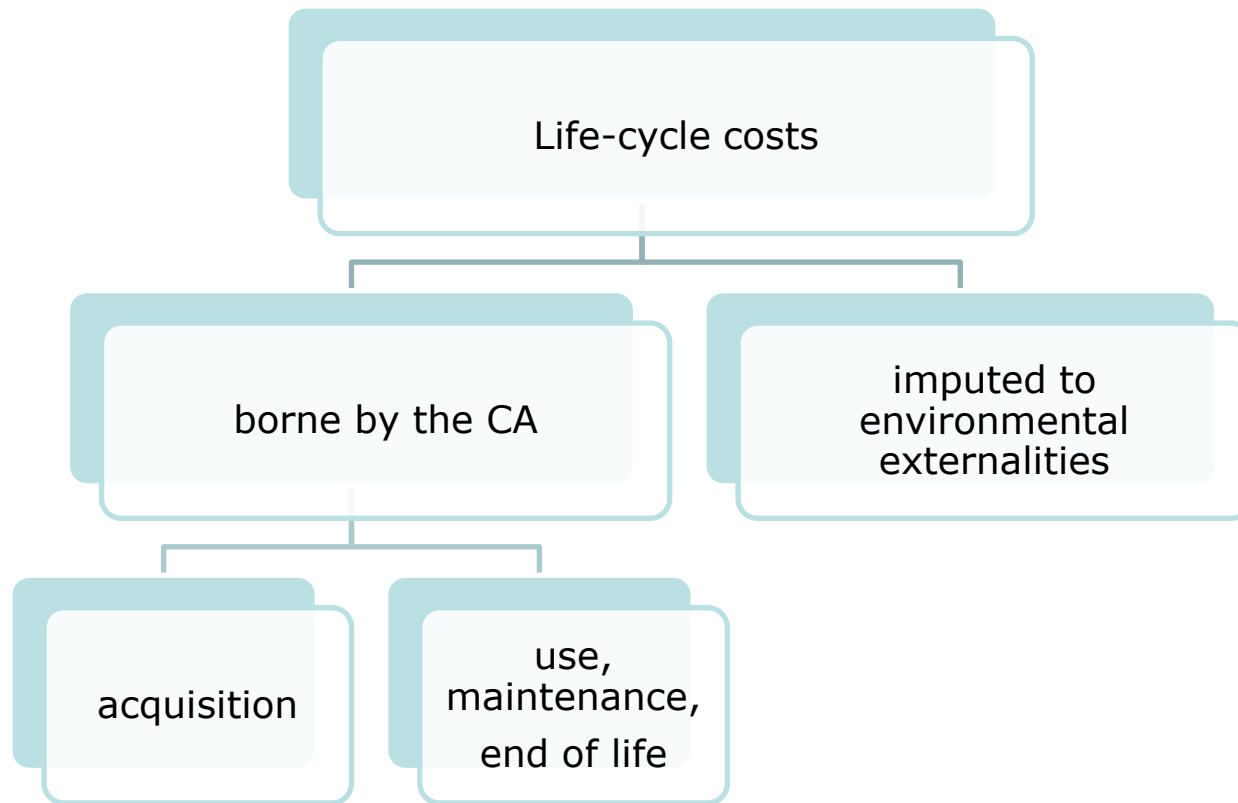 Life-cycle costs
borne by the CA
imputed to
environmental
externalities
acquisition
use,
maintenance,
end of life